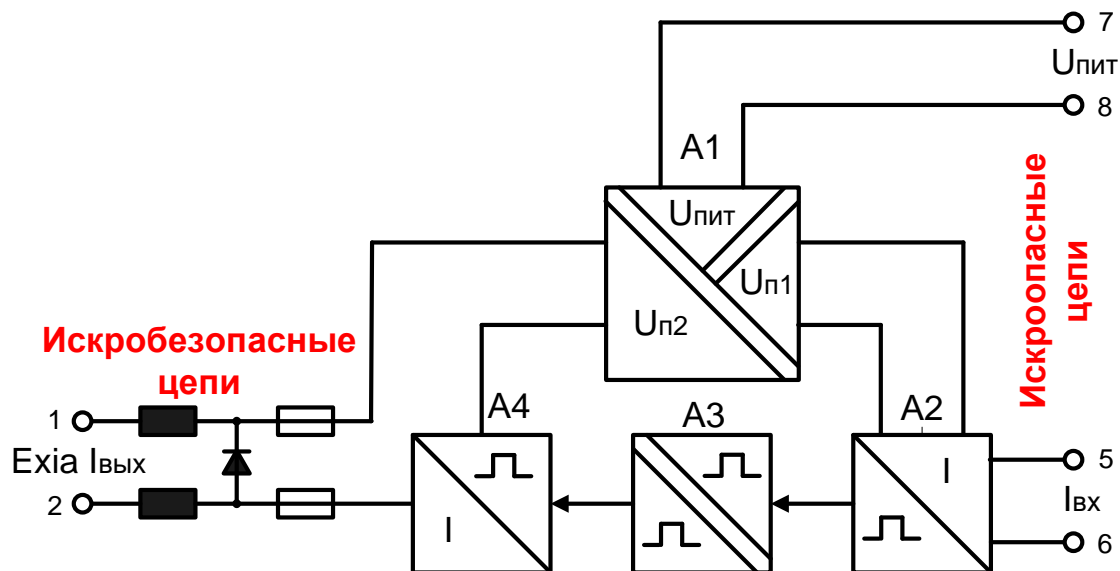 7
Uпит
8
A1
Uпит
Uп1
Uп2
Искроопасные
цепи
Искробезопасные
цепи
1
Exia Iвых
2
A4
I
A3
A2
I
5
Iвх
6